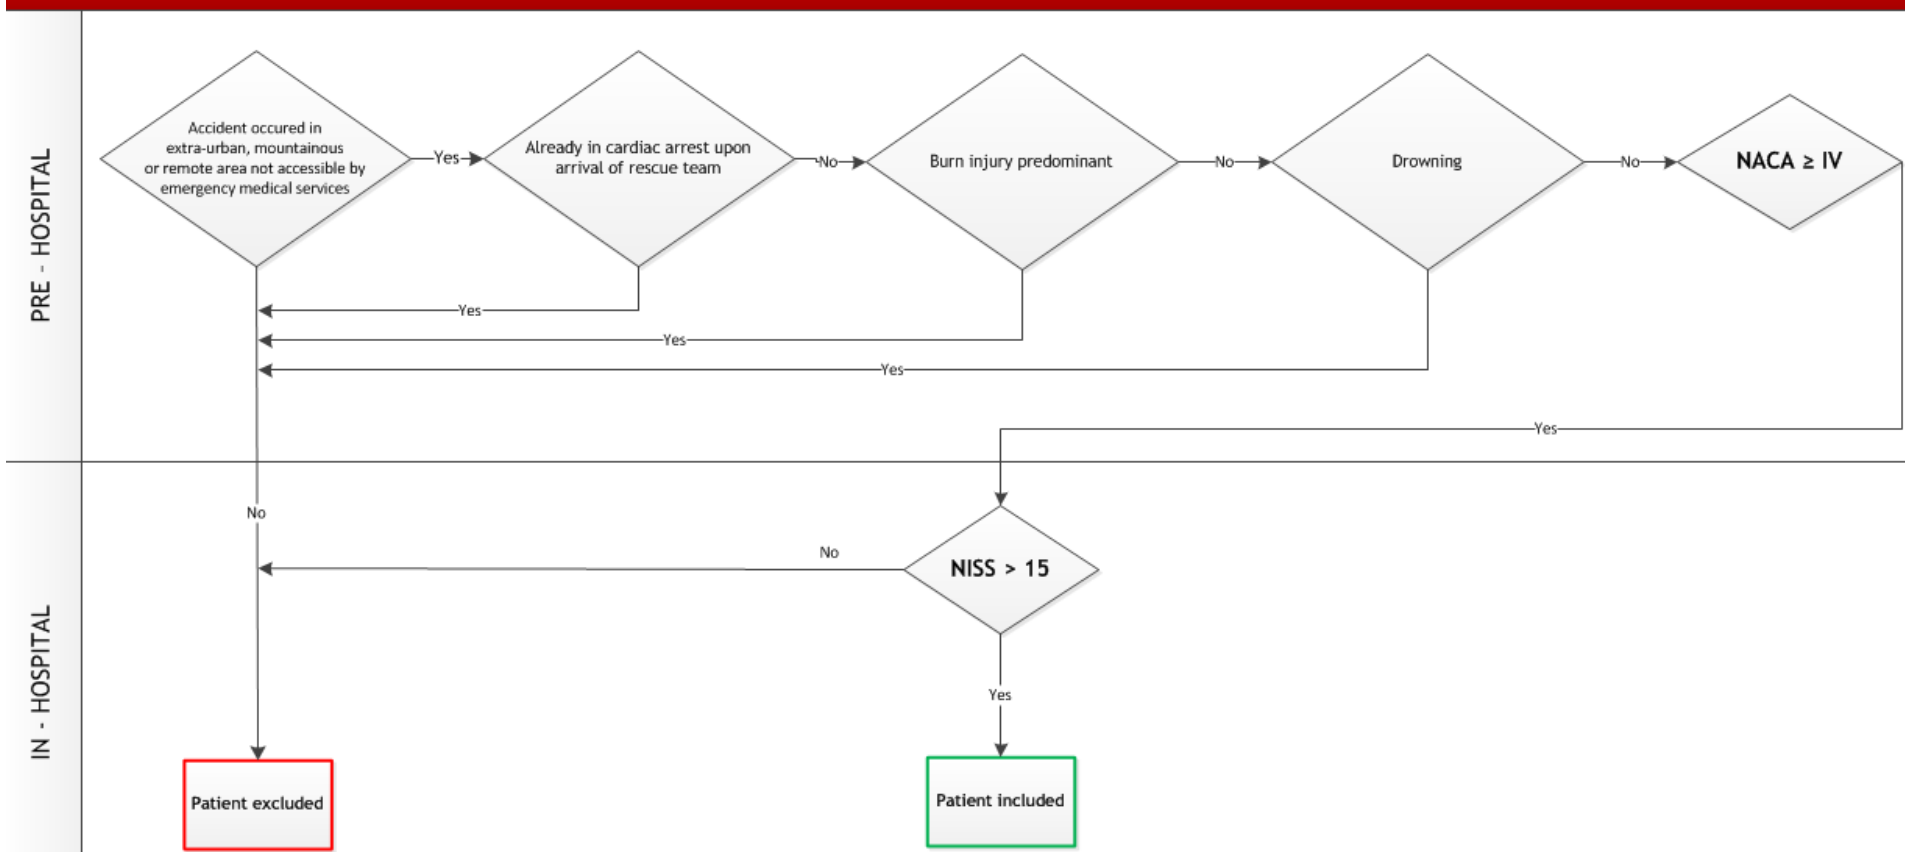 PRE - HOSPITAL
Accident occured in
extra-urban, mountainous
or remote area not accessible by
emergency medical services
Yes
Already in cardiac arrest upon
arrival of rescue team
No
Burn injury predominant
No
Drowning
No
NACA ≥ IV
Yes
Yes
Yes
Yes
IN - HOSPITAL
No
No
NISS > 15
Yes
Patient excluded
Patient included